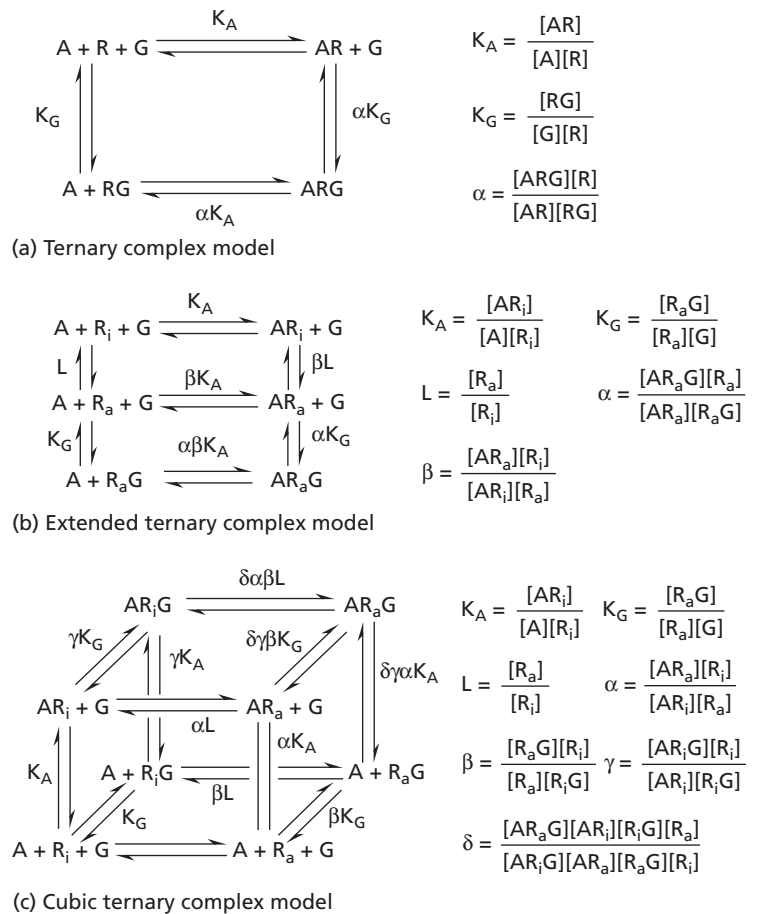 K_A
A + R + G AR + G
K_G αK_G
A + RG ARG
αK_A
K_A = [AR] / [A][R]
K_G = [RG] / [G][R]
α = [ARG][R] / [AR][RG]
(a) Ternary complex model
K_A
A + R_i + G AR_i + G
L βL
βK_A
A + R_a + G AR_a + G
K_G αK_G
αβK_A
A + R_aG AR_aG
K_A = [AR_i] / [A][R_i] K_G = [R_aG] / [R_a][G]
L = [R_a] / [R_i] α = [AR_aG][R_a] / [AR_a][R_aG]
β = [AR_a][R_i] / [AR_i][R_a]
(b) Extended ternary complex model
δαβL
AR_iG AR_aG
γK_G γK_A δγβK_G
δγαK_A
AR_i + G AR_a + G
αL αK_A
K_A A + R_iG A + R_aG
βL
K_G βK_G
A + R_i + G A + R_a + G
K_A = [AR_i] / [A][R_i] K_G = [R_aG] / [R_a][G]
L = [R_a] / [R_i] α = [AR_a][R_i] / [AR_i][R_a]
β = [R_aG][R_i] / [R_a][R_iG] γ = [AR_iG][R_i] / [AR_i][R_iG]
δ = [AR_aG][AR_i][R_iG][R_a] / [AR_iG][AR_a][R_aG][R_i]
(c) Cubic ternary complex model